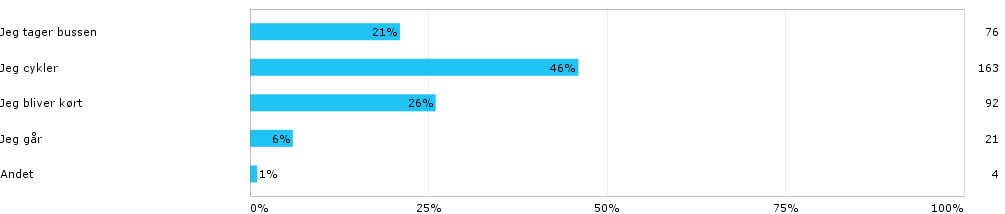 Jeg tager bussen 21% 76
Jeg cykler 46% 163
Jeg bliver kørt 26% 92
Jeg går 6% 21
Andet 1% 4
0% 25% 50% 75% 100%